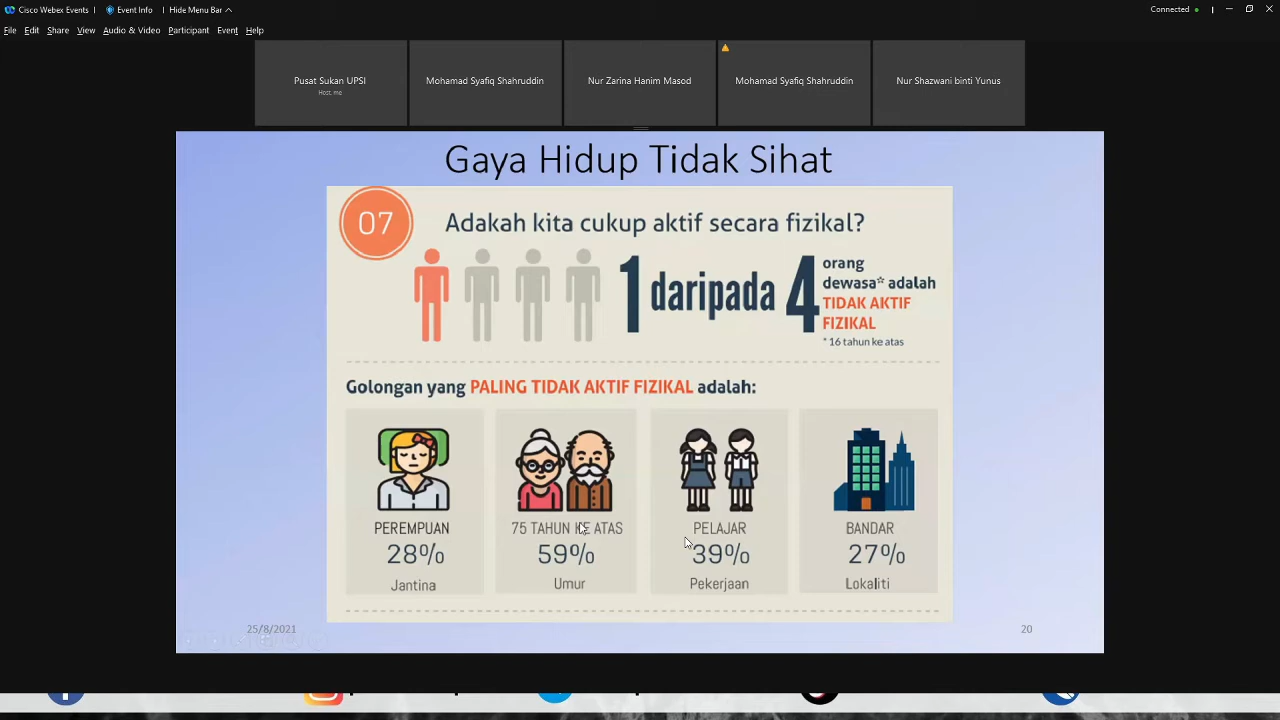 Cisco Webex Events Event Info Hide Menu Bar Connected
File Edit Share View Audio & Video Participant Event Help
Pusat Sukan UPSI
Host, me
Mohamad Syafiq Shahruddin
Nur Zarina Hanim Masod
Mohamad Syafiq Shahruddin
Nur Shazwani binti Yunus
Gaya Hidup Tidak Sihat
07
Adakah kita cukup aktif secara fizikal?
1 daripada 4
orang
dewasa* adalah
TIDAK AKTIF
FIZIKAL
* 16 tahun ke atas
Golongan yang PALING TIDAK AKTIF FIZIKAL adalah:
PEREMPUAN
28%
Jantina
75 TAHUN KE ATAS
59%
Umur
PELAJAR
39%
Pekerjaan
BANDAR
27%
Lokaliti
25/8/2021
20